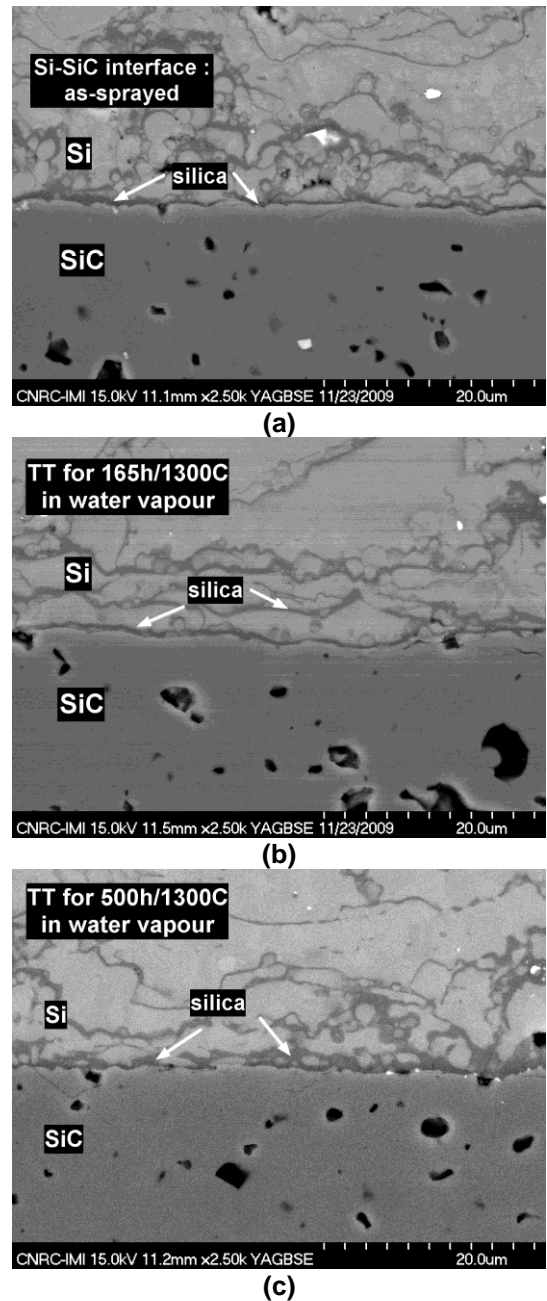 Si-SiC interface :
as-sprayed
Si
silica
SiC
CNRC-IMI 15.0kV 11.1mm x2.50k YAGBSE 11/23/2009 20.0um
(a)
TT for 165h/1300C
in water vapour
Si
silica
SiC
CNRC-IMI 15.0kV 11.5mm x2.50k YAGBSE 11/23/2009 20.0um
(b)
TT for 500h/1300C
in water vapour
Si
silica
SiC
CNRC-IMI 15.0kV 11.2mm x2.50k YAGBSE 20.0um
(c)